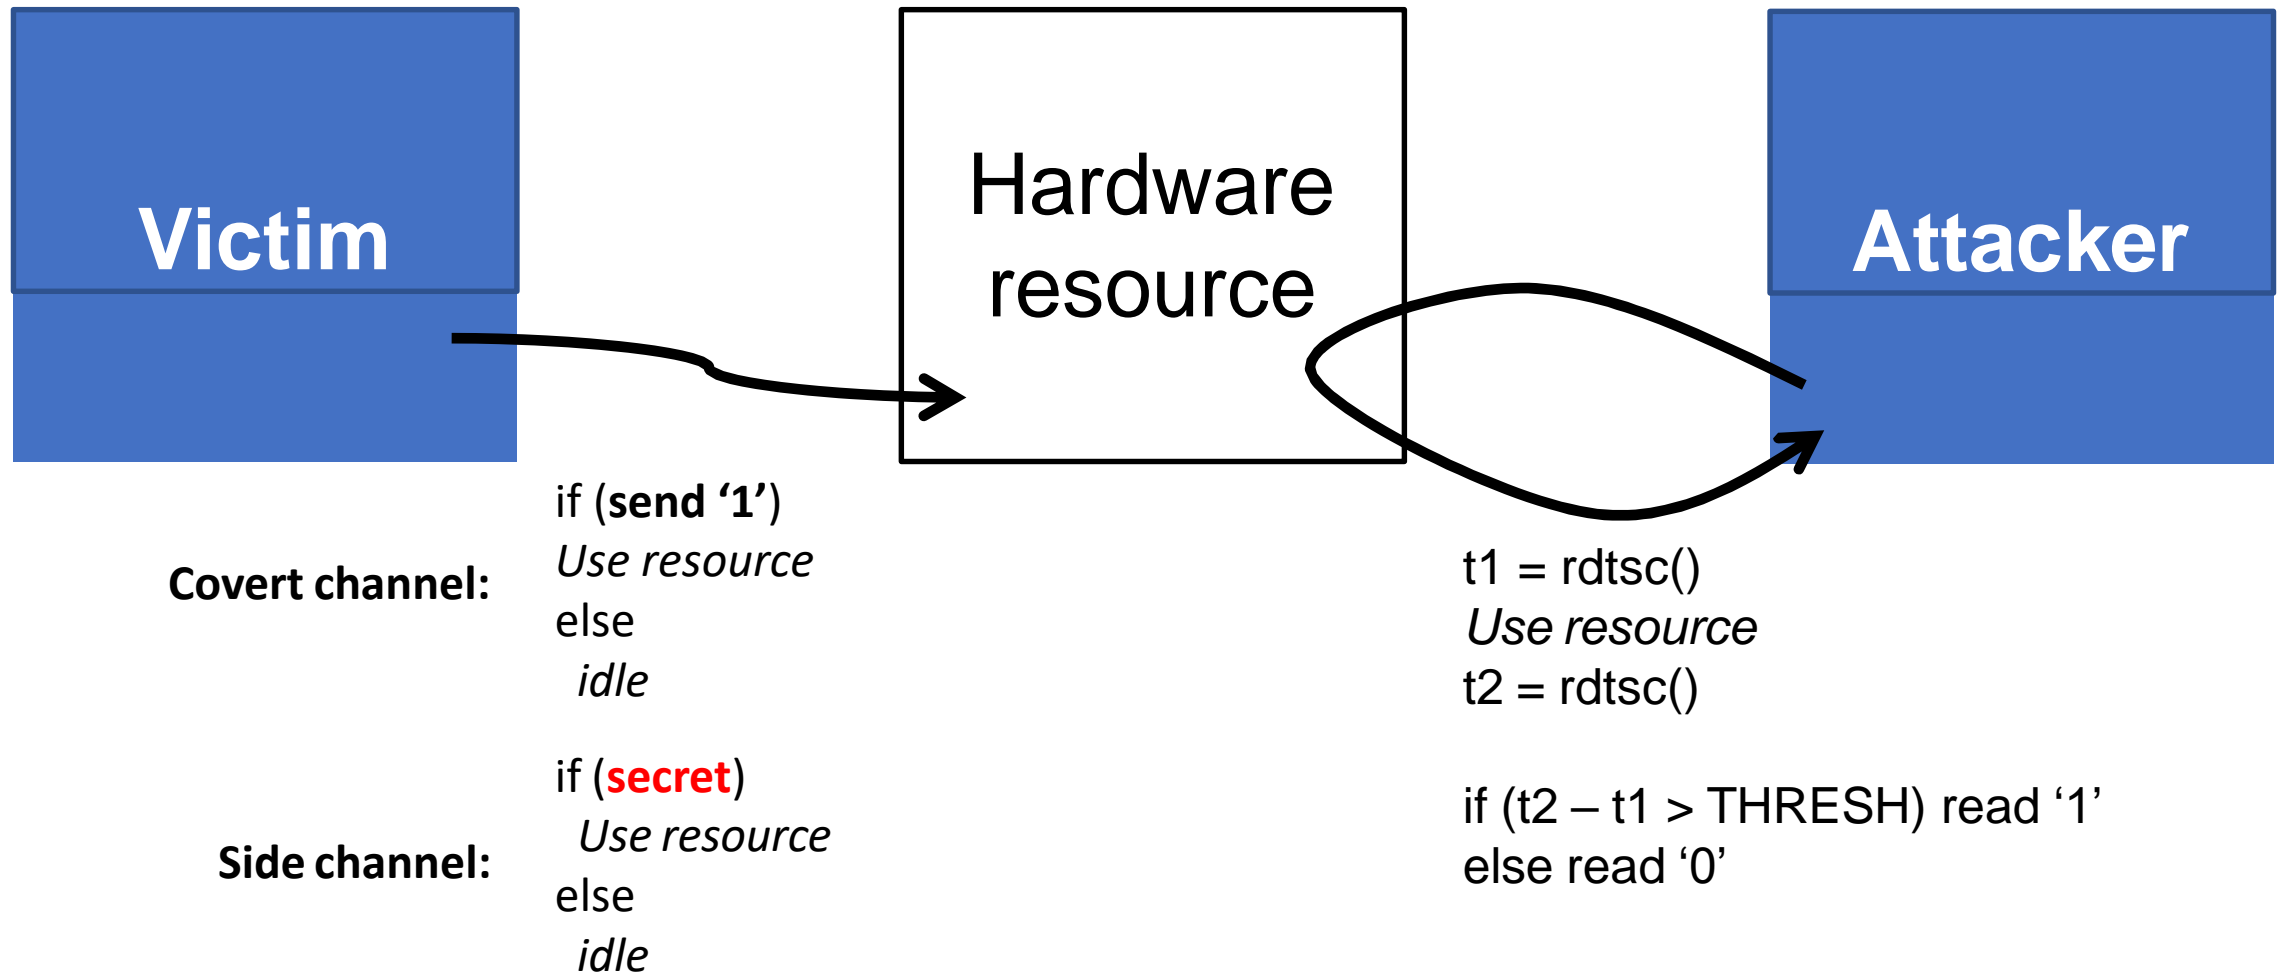 Victim
Hardware
resource
Attacker
Covert channel:
if (send ‘1’)
Use resource
else
idle
Side channel:
if (secret)
Use resource
else
idle
t1 = rdtsc()
Use resource
t2 = rdtsc()
if (t2 – t1 > THRESH) read ‘1’
else read ‘0’